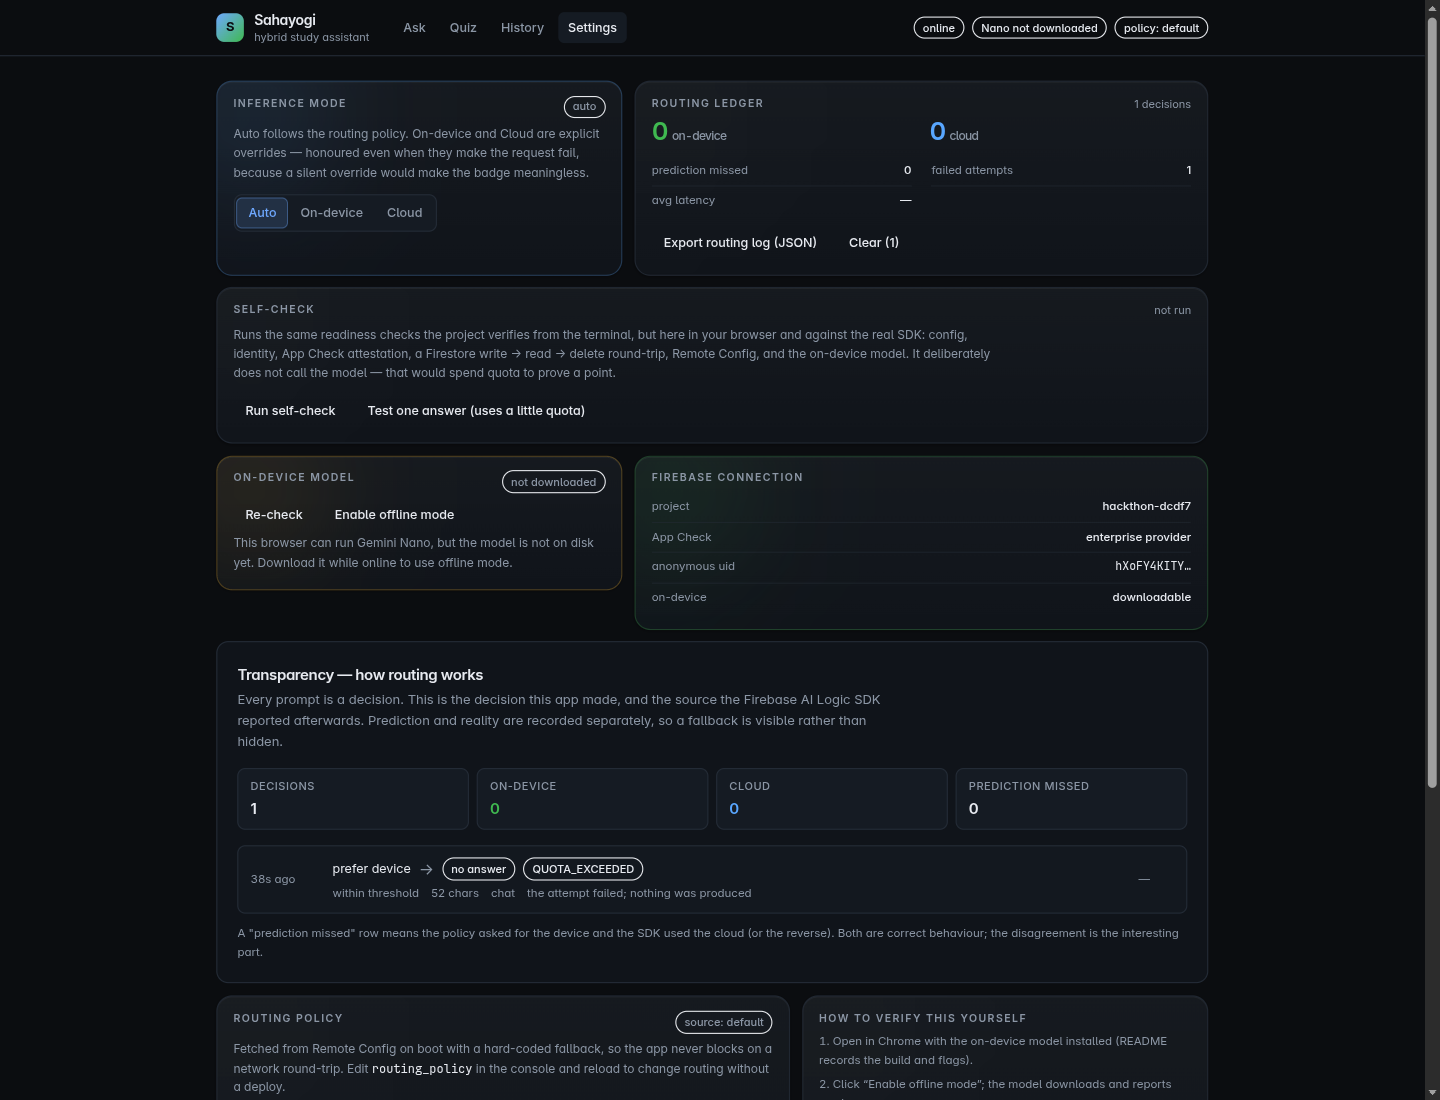 S
Sahayogi
hybrid study assistant
Ask
Quiz
History
Settings
online
Nano not downloaded
policy: default
INFERENCE MODE
auto
Auto follows the routing policy. On-device and Cloud are explicit
overrides — honoured even when they make the request fail,
because a silent override would make the badge meaningless.
Auto
On-device
Cloud
ROUTING LEDGER
1 decisions
0 on-device
0 cloud
prediction missed 0
failed attempts 1
avg latency —
Export routing log (JSON)
Clear (1)
SELF-CHECK
not run
Runs the same readiness checks the project verifies from the terminal, but here in your browser and against the real SDK: config,
identity, App Check attestation, a Firestore write → read → delete round-trip, Remote Config, and the on-device model. It deliberately
does not call the model — that would spend quota to prove a point.
Run self-check
Test one answer (uses a little quota)
ON-DEVICE MODEL
not downloaded
Re-check
Enable offline mode
This browser can run Gemini Nano, but the model is not on disk
yet. Download it while online to use offline mode.
FIREBASE CONNECTION
project hackthon-dcdf7
App Check enterprise provider
anonymous uid hXoFY4KITY…
on-device downloadable
Transparency — how routing works
Every prompt is a decision. This is the decision this app made, and the source the Firebase AI Logic SDK
reported afterwards. Prediction and reality are recorded separately, so a fallback is visible rather than
hidden.
DECISIONS
1
ON-DEVICE
0
CLOUD
0
PREDICTION MISSED
0
38s ago
prefer device → no answer QUOTA_EXCEEDED
within threshold 52 chars chat the attempt failed; nothing was produced
—
A "prediction missed" row means the policy asked for the device and the SDK used the cloud (or the reverse). Both are correct behaviour; the disagreement is the interesting
part.
ROUTING POLICY
source: default
Fetched from Remote Config on boot with a hard-coded fallback, so the app never blocks on a
network round-trip. Edit routing_policy in the console and reload to change routing without
a deploy.
HOW TO VERIFY THIS YOURSELF
1. Open in Chrome with the on-device model installed (README
records the build and flags).
2. Click “Enable offline mode”; the model downloads and reports